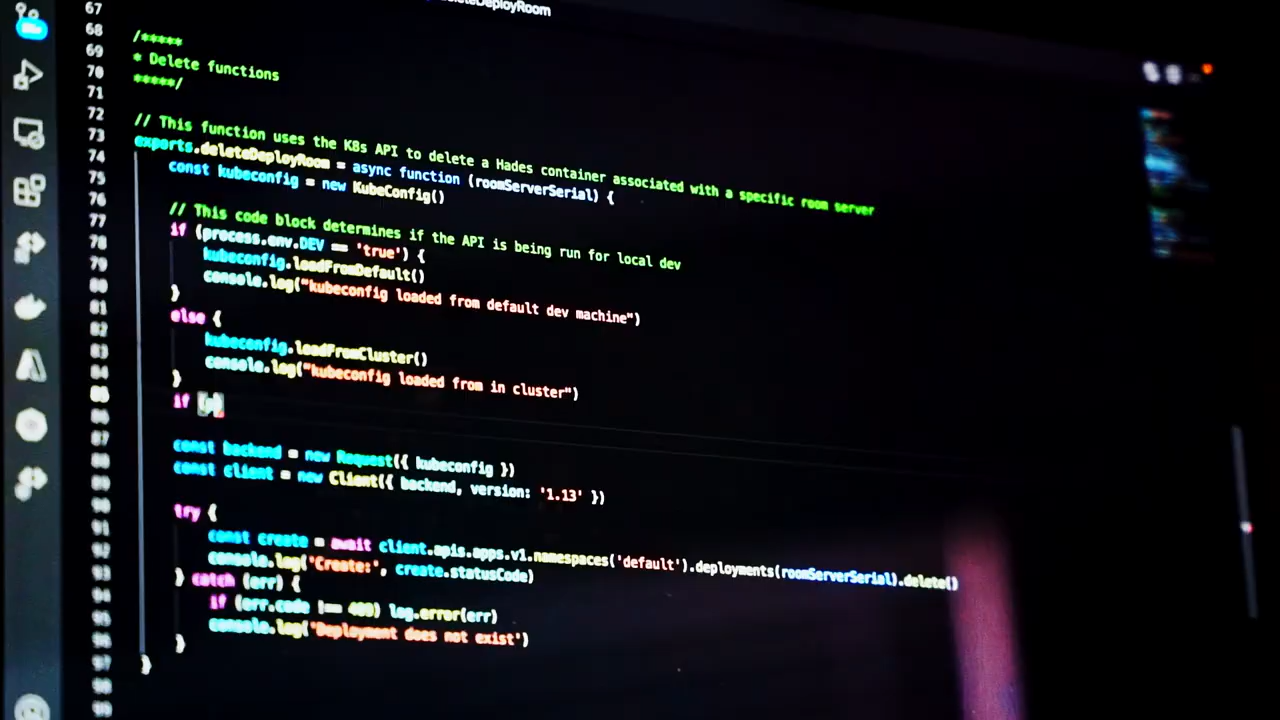 deleteDeployRoom
67
68 /*****
69 * Delete functions
70 *****/
71
72 // This function uses the K8s API to delete a Hades container associated with a specific room server
73 exports.deleteDeployRoom = async function (roomServerSerial) {
74 const kubeconfig = new KubeConfig()
75
76 // This code block determines if the API is being run for local dev
77 if (process.env.DEV == 'true') {
78 kubeconfig.loadFromDefault()
79 console.log("kubeconfig loaded from default dev machine")
80 }
81 else {
82 kubeconfig.loadFromCluster()
83 console.log("kubeconfig loaded from in cluster")
84 }
85 if
86
87 const backend = new Request({ kubeconfig })
88 const client = new Client({ backend, version: '1.13' })
89
90 try {
91 const create = await client.apis.apps.v1.namespaces('default').deployments(roomServerSerial).delete()
92 console.log('Create:', create.statusCode)
93 } catch (err) {
94 if (err.code !== 409) log.error(err)
95 console.log('Deployment does not exist')
96 }
97 }
98
99